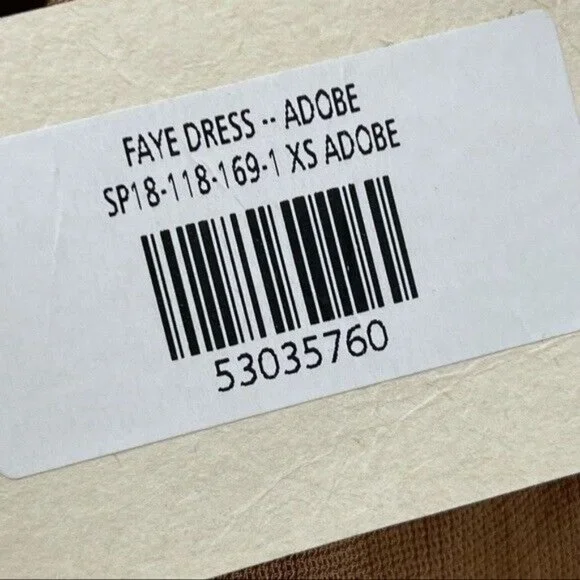 FAYE DRESS -- ADOBE
SP18-118-169-1 XS ADOBE
53035760